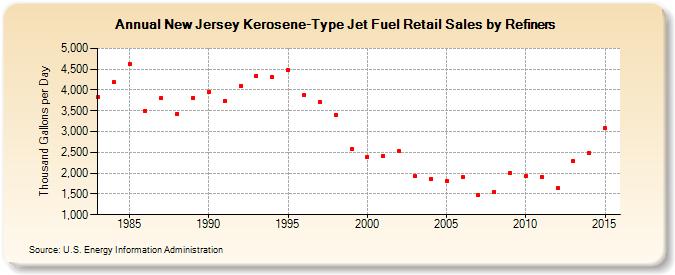 Annual New Jersey Kerosene-Type Jet Fuel Retail Sales by Refiners
Thousand Gallons per Day
5,000
4,500
4,000
3,500
3,000
2,500
2,000
1,500
1,000
1985 1990 1995 2000 2005 2010 2015
Source: U.S. Energy Information Administration